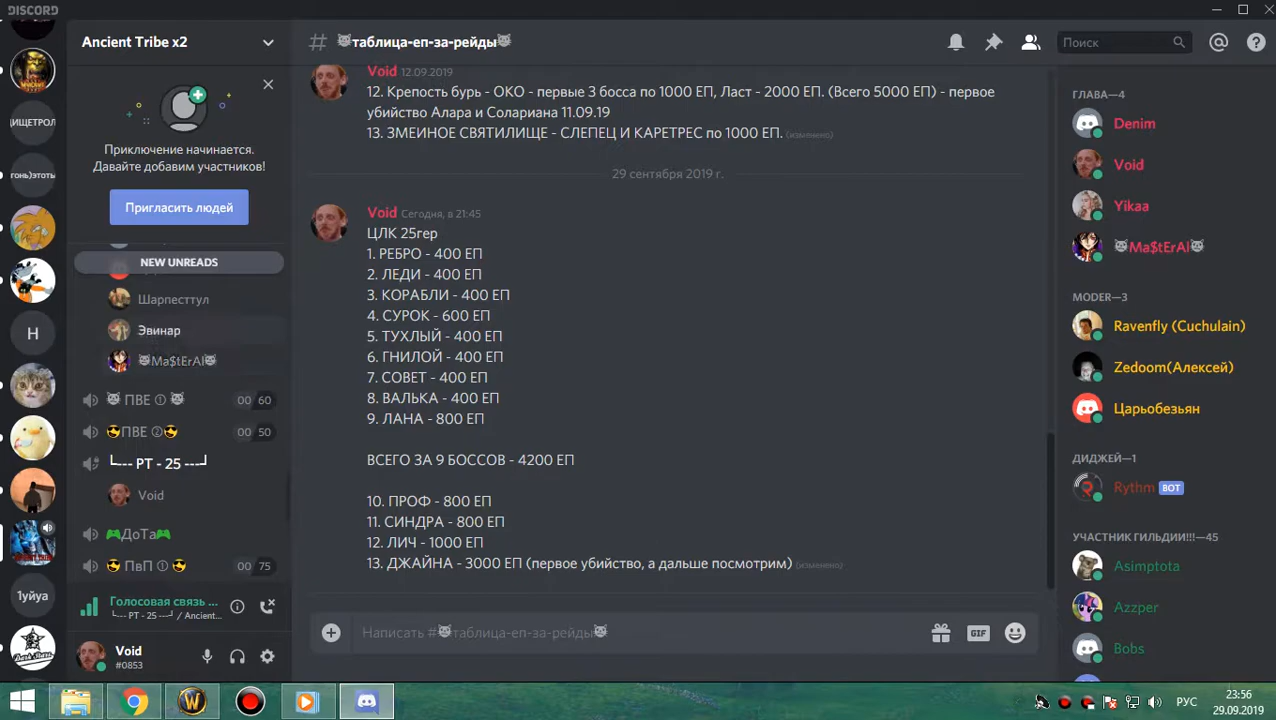 DISCORD
Ancient Tribe x2
# 😺таблица-еп-за-рейды😺
Поиск
Приключение начинается.
Давайте добавим участников!
Пригласить людей
NEW UNREADS
Шарпесттул
Эвинар
😺Ma$tErAl😺
😺 ПВЕ ① 😺
00 60
😎ПВЕ ②😎
00 50
┗--- РТ - 25 ---┛
Void
🎮ДоТа🎮
😎 ПвП ① 😎
00 75
Голосовая связь ...
┗--- РТ - 25 ---┛ / Ancient...
Void
#0853
ДИЩЕТРОЛ
гонь)этоть
Н
1уйуа
Void 12.09.2019
12. Крепость бурь - ОКО - первые 3 босса по 1000 ЕП, Ласт - 2000 ЕП. (Всего 5000 ЕП) - первое
убийство Алара и Солариана 11.09.19
13. ЗМЕИНОЕ СВЯТИЛИЩЕ - СЛЕПЕЦ И КАРЕТРЕС по 1000 ЕП. (изменено)
29 сентября 2019 г.
Void Сегодня, в 21:45
ЦЛК 25гер
1. РЕБРО - 400 ЕП
2. ЛЕДИ - 400 ЕП
3. КОРАБЛИ - 400 ЕП
4. СУРОК - 600 ЕП
5. ТУХЛЫЙ - 400 ЕП
6. ГНИЛОЙ - 400 ЕП
7. СОВЕТ - 400 ЕП
8. ВАЛЬКА - 400 ЕП
9. ЛАНА - 800 ЕП
ВСЕГО ЗА 9 БОССОВ - 4200 ЕП
10. ПРОФ - 800 ЕП
11. СИНДРА - 800 ЕП
12. ЛИЧ - 1000 ЕП
13. ДЖАЙНА - 3000 ЕП (первое убийство, а дальше посмотрим) (изменено)
Написать #😺таблица-еп-за-рейды😺
GIF
ГЛАВА—4
Denim
Void
Yikaa
😺Ma$tErAl😺
MODER—3
Ravenfly (Cuchulain)
Zedoom(Алексей)
Царьобезьян
ДИДЖЕЙ—1
Rythm BOT
УЧАСТНИК ГИЛЬДИИ!!!—45
Asimptota
Azzper
Bobs
РУС
23:56
29.09.2019